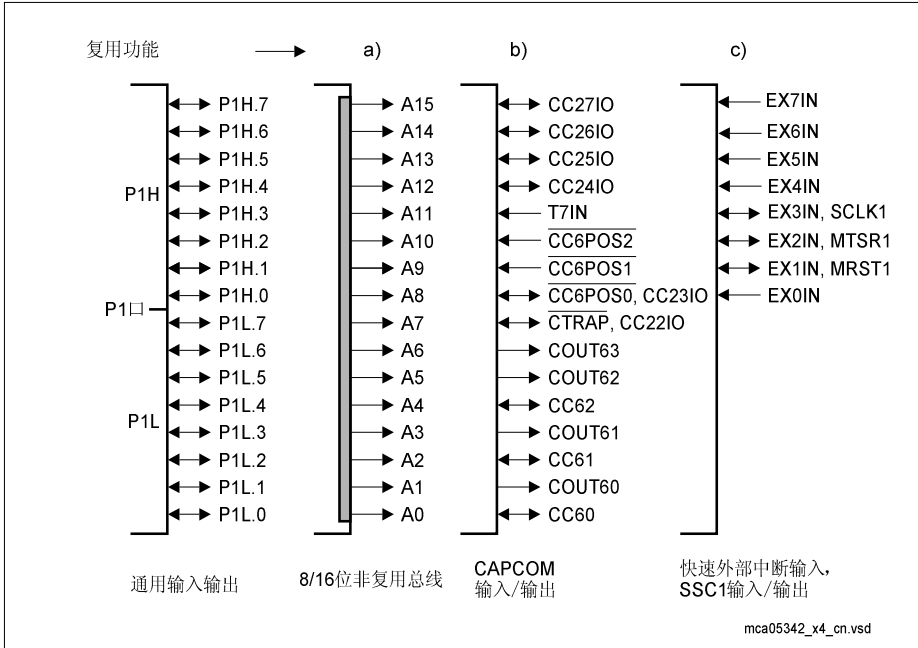 复用功能 a) b) c)
P1H.7 A15 CC27IO EX7IN
P1H.6 A14 CC26IO EX6IN
P1H.5 A13 CC25IO EX5IN
P1H.4 A12 CC24IO EX4IN
P1H
P1H.3 A11 T7IN EX3IN, SCLK1
P1H.2 A10 CC6POS2 EX2IN, MTSR1
P1H.1 A9 CC6POS1 EX1IN, MRST1
P1H.0 A8 CC6POS0, CC23IO EX0IN
P1口
P1L.7 A7 CTRAP, CC22IO
P1L.6 A6 COUT63
P1L.5 A5 COUT62
P1L.4 A4 CC62
P1L
P1L.3 A3 COUT61
P1L.2 A2 CC61
P1L.1 A1 COUT60
P1L.0 A0 CC60
通用输入输出
8/16位非复用总线
CAPCOM
输入/输出
快速外部中断输入,
SSC1输入/输出
mca05342_x4_cn.vsd